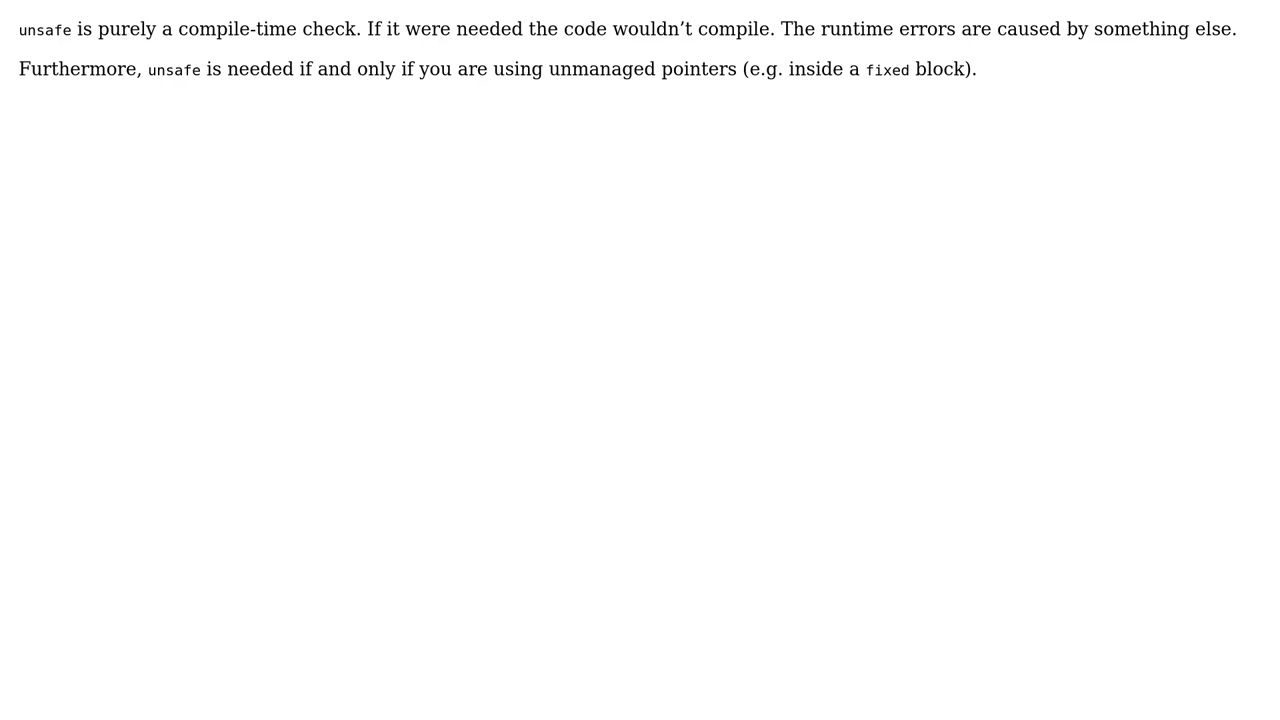 unsafe is purely a compile-time check. If it were needed the code wouldn’t compile. The runtime errors are caused by something else.
Furthermore, unsafe is needed if and only if you are using unmanaged pointers (e.g. inside a fixed block).